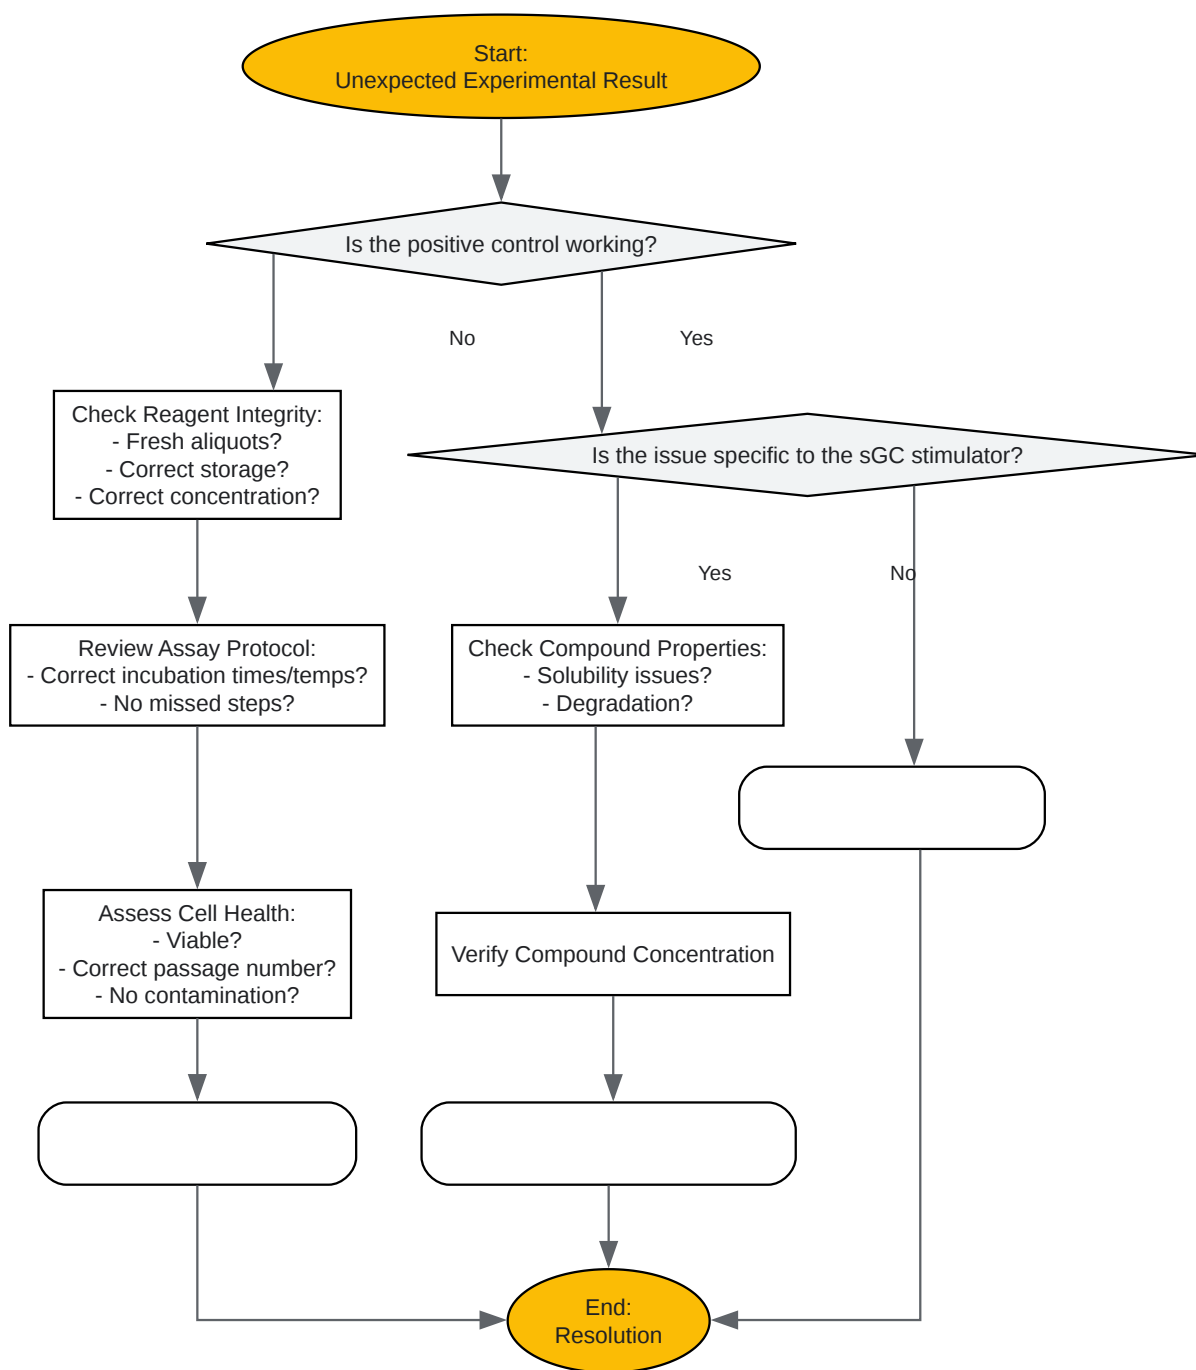 Start:
Unexpected Experimental Result
Is the positive control working?
No
Yes
Check Reagent Integrity:
- Fresh aliquots?
- Correct storage?
- Correct concentration?
Is the issue specific to the sGC stimulator?
Yes
No
Review Assay Protocol:
- Correct incubation times/temps?
- No missed steps?
Check Compound Properties:
- Solubility issues?
- Degradation?
Assess Cell Health:
- Viable?
- Correct passage number?
- No contamination?
Verify Compound Concentration
End:
Resolution